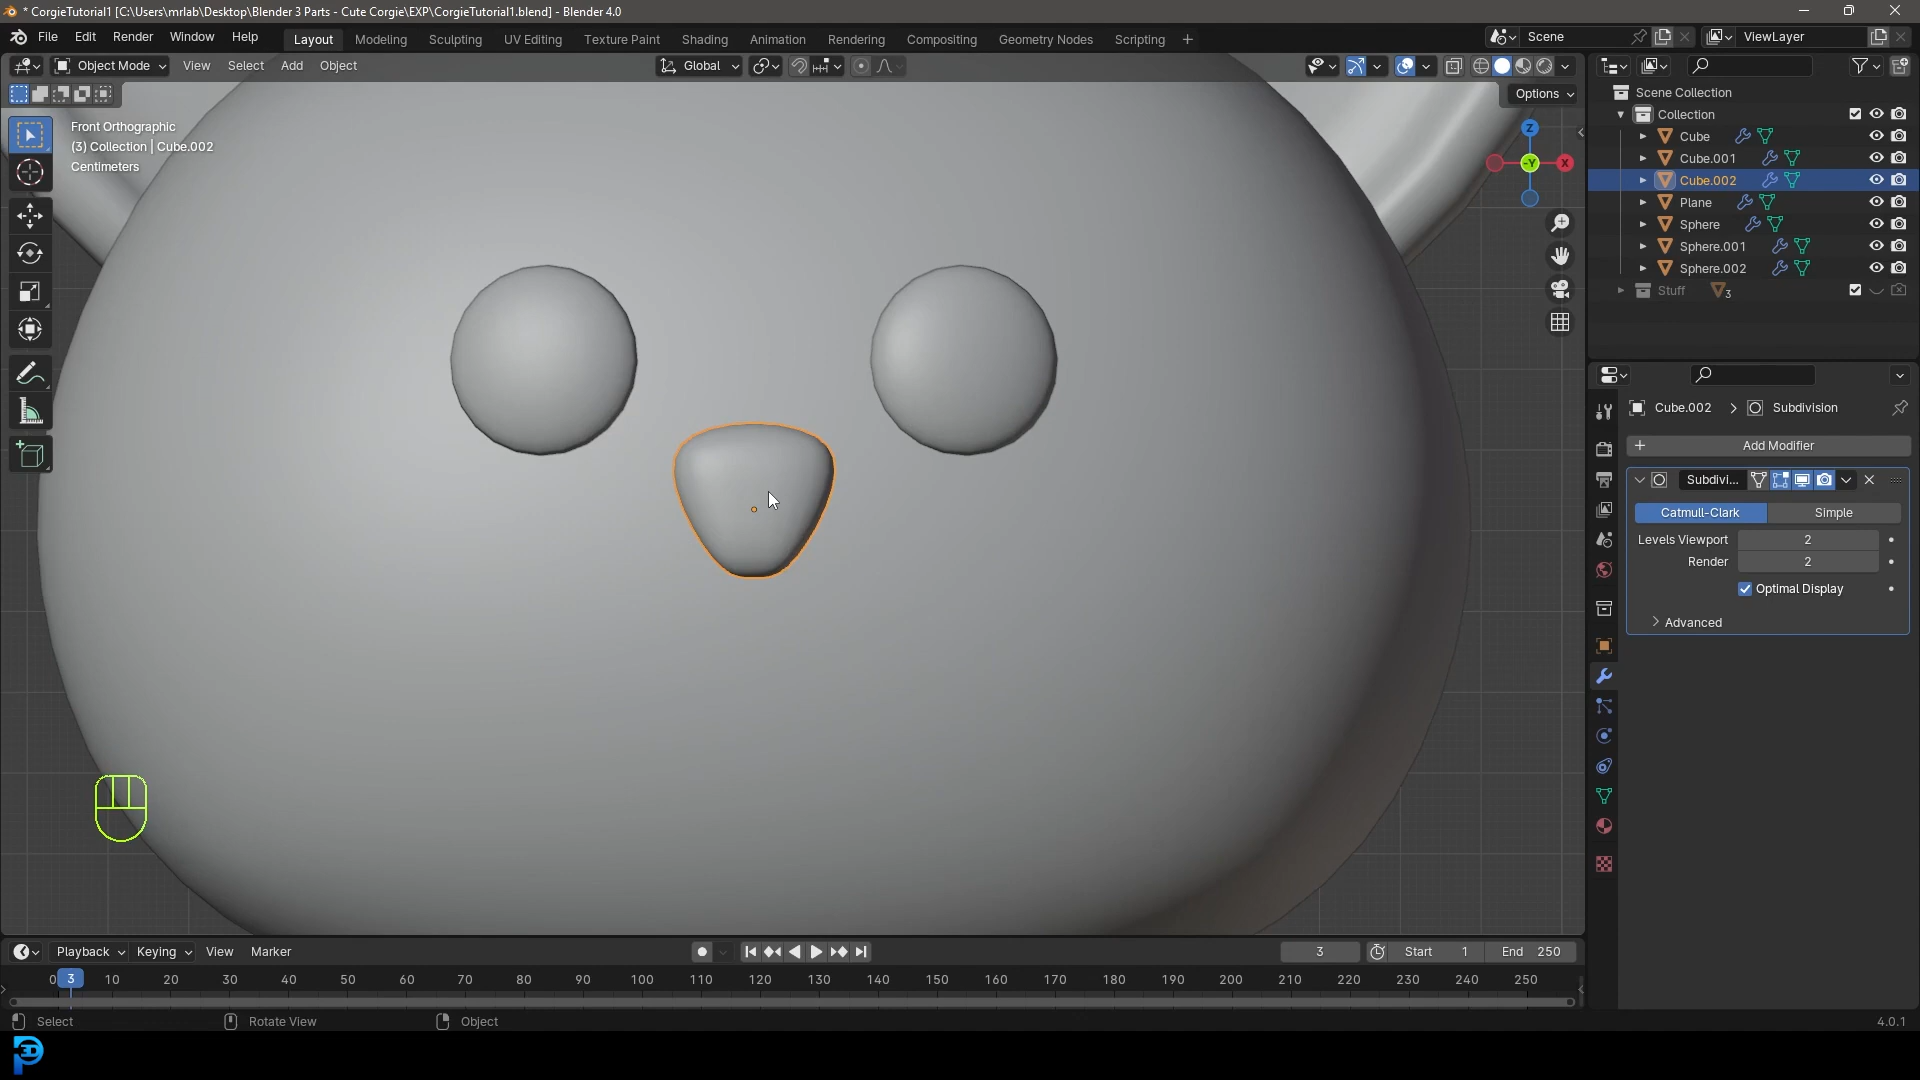 * CorgieTutorial1 [C:\Users\mrlab\Desktop\Blender 3 Parts - Cute Corgie\EXP\CorgieTutorial1.blend] - Blender 4.0
File Edit Render Window Help Layout Modeling Sculpting UV Editing Texture Paint Shading Animation Rendering Compositing Geometry Nodes Scripting + Scene ViewLayer
Object Mode View Select Add Object Global
Options
Front Orthographic
(3) Collection | Cube.002
Centimeters
Z
-Y X
Scene Collection
Collection
Cube
Cube.001
Cube.002
Plane
Sphere
Sphere.001
Sphere.002
Stuff 3
Cube.002 > Subdivision
+ Add Modifier
Subdivi...
Catmull-Clark Simple
Levels Viewport 2
Render 2
Optimal Display
Advanced
Playback Keying View Marker 3 Start 1 End 250
0 3 10 20 30 40 50 60 70 80 90 100 110 120 130 140 150 160 170 180 190 200 210 220 230 240 250
Select Rotate View Object 4.0.1